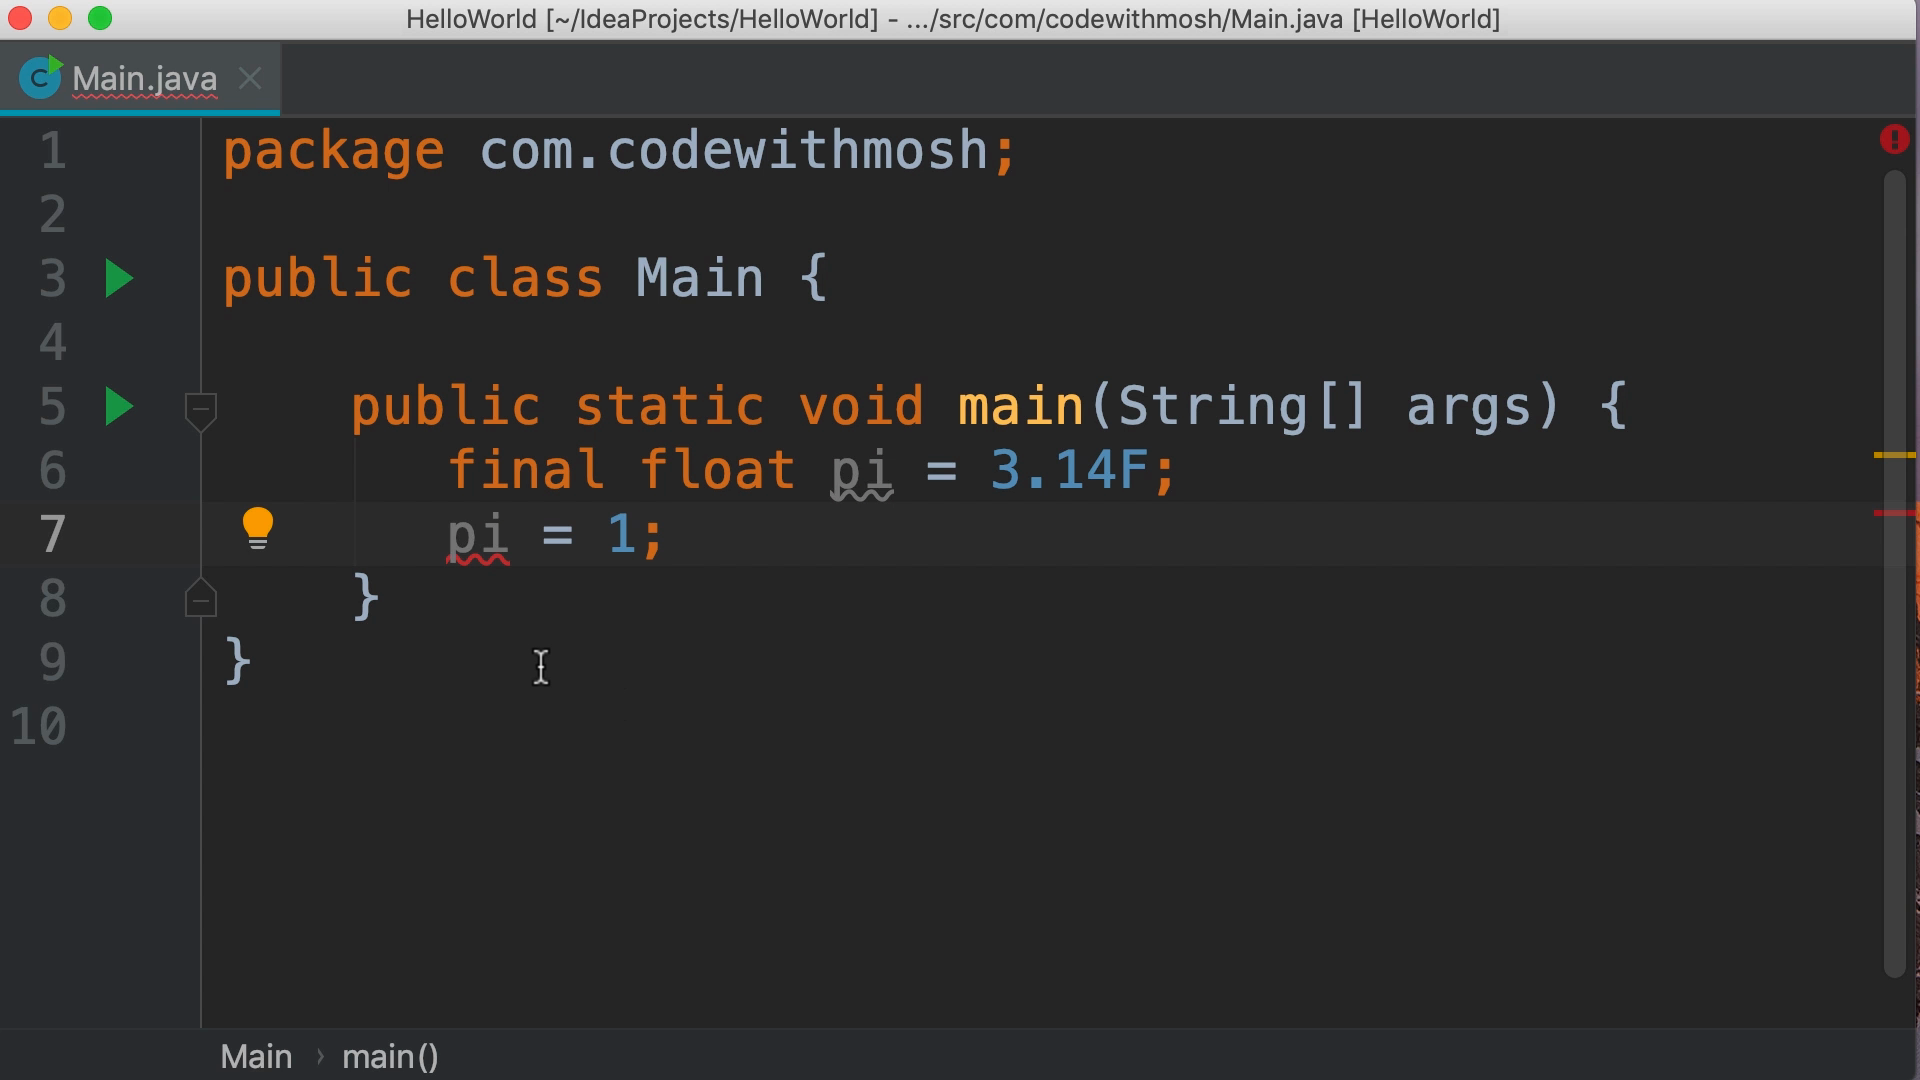 HelloWorld [~/IdeaProjects/HelloWorld] - .../src/com/codewithmosh/Main.java [HelloWorld]
Main.java
1 package com.codewithmosh;
2
3 public class Main {
4
5 public static void main(String[] args) {
6 final float pi = 3.14F;
7 pi = 1;
8 }
9 }
10
Main › main()